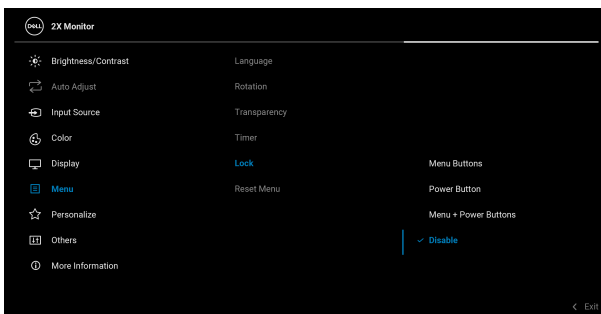 DELL 2X Monitor
Brightness/Contrast Language
Auto Adjust Rotation
Input Source Transparency
Color Timer
Display Lock Menu Buttons
Menu Reset Menu Power Button
Personalize Menu + Power Buttons
Others Disable
More Information
Exit